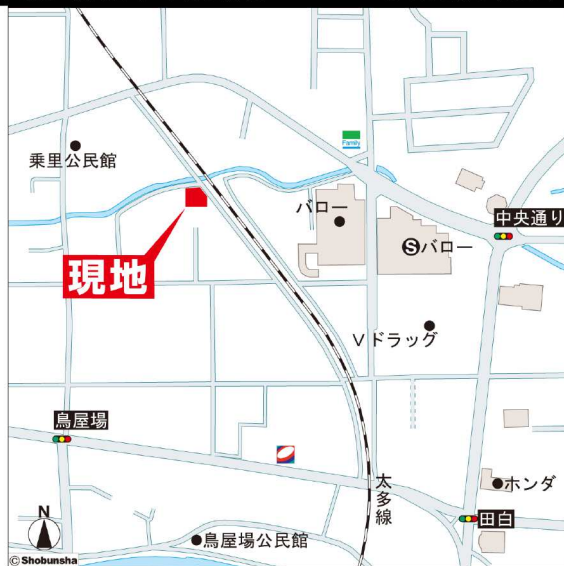 Family
乗里公民館
バロー
中央通り
Sバロー
現地
Vドラッグ
鳥屋場
太多線
ホンダ
田白
N
鳥屋場公民館
© Shobunsha